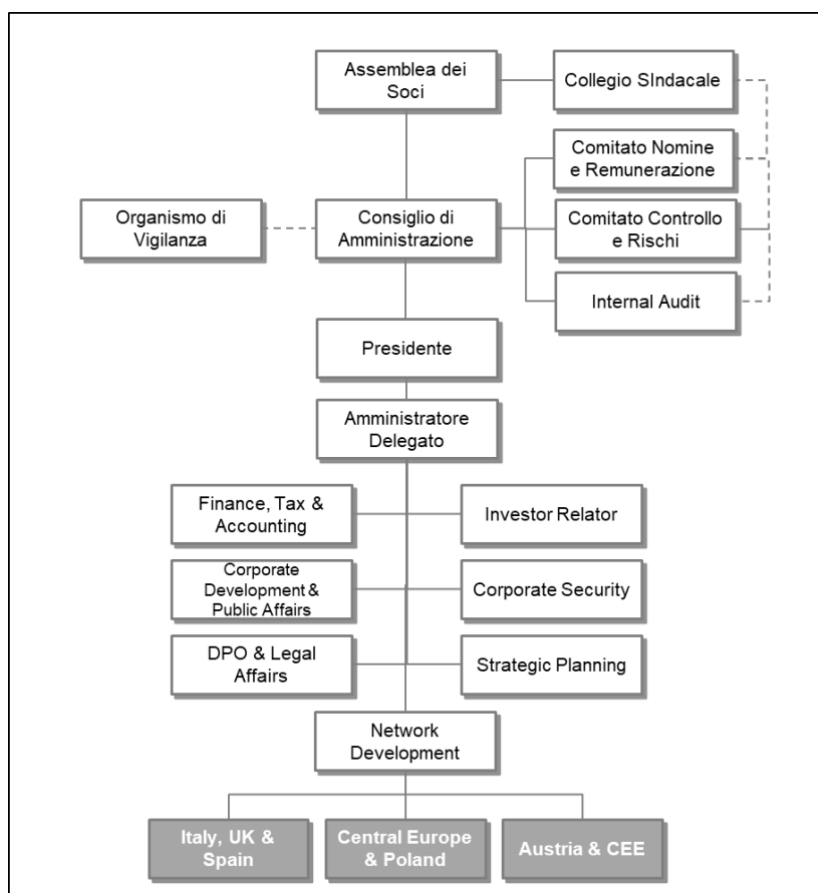 Assemblea dei
Soci
Collegio SIndacale
Comitato Nomine
e Remunerazione
Organismo di
Vigilanza
Consiglio di
Amministrazione
Comitato Controllo
e Rischi
Internal Audit
Presidente
Amministratore
Delegato
Finance, Tax &
Accounting
Investor Relator
Corporate
Development &
Public Affairs
Corporate Security
DPO & Legal
Affairs
Strategic Planning
Network
Development
Italy, UK &
Spain
Central Europe
& Poland
Austria & CEE